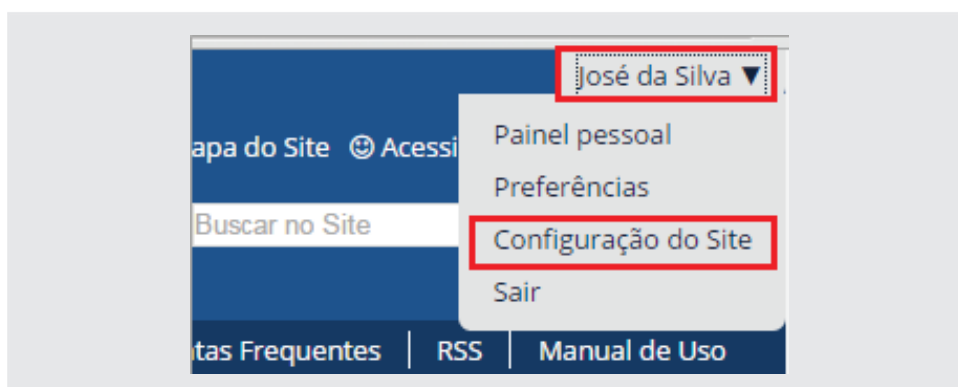 José da Silva ▼
Painel pessoal
apa do Site ☺ Acessi
Preferências
Buscar no Site
Configuração do Site
Sair
tas Frequentes | RSS | Manual de Uso